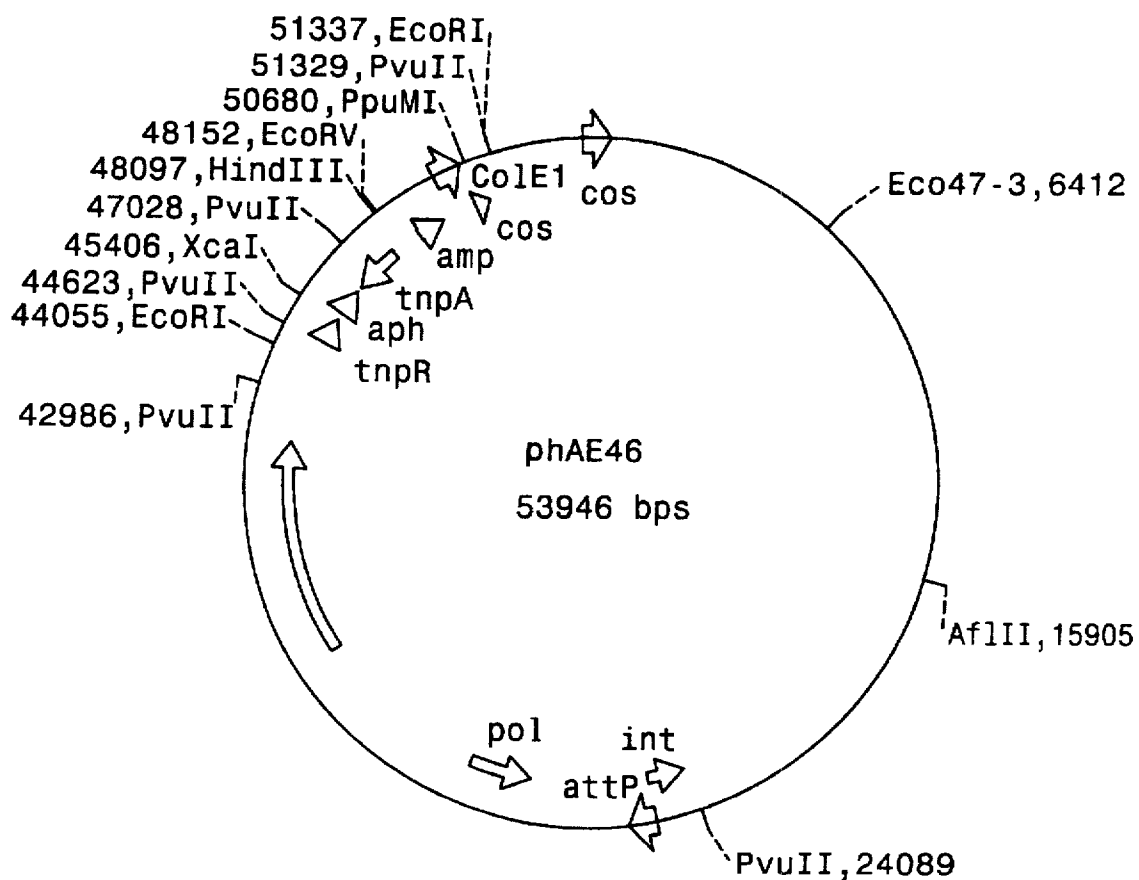 51337,EcoRI
51329,PvuII
50680,PpuMI
48152,EcoRV
48097,HindIII
47028,PvuII
45406,XcaI
44623,PvuII
44055,EcoRI
42986,PvuII
ColE1
cos
cos
amp
tnpA
aph
tnpR
Eco47-3,6412
phAE46
53946 bps
AflII,15905
pol
int
attP
PvuII,24089